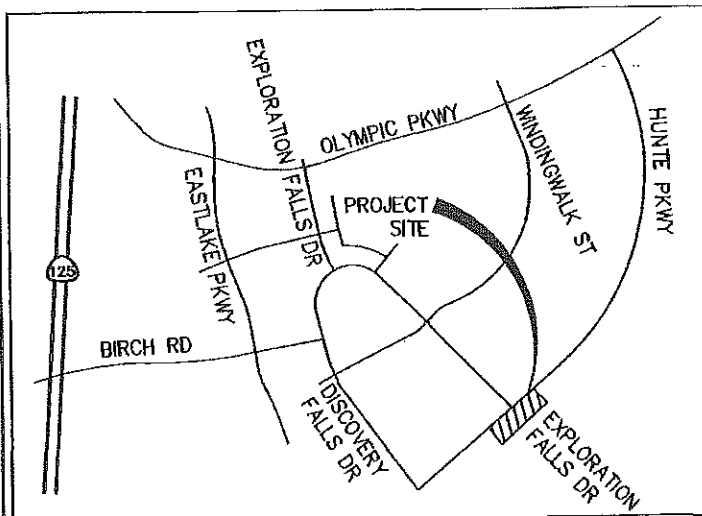 EXPLORATION
FALLS DR
OLYMPIC PKWY
WINDINGWALK ST
HUNTE PKWY
EASTLAKE PKWY
PROJECT
SITE
125
BIRCH RD
DISCOVERY
FALLS DR
EXPLORATION
FALLS DR